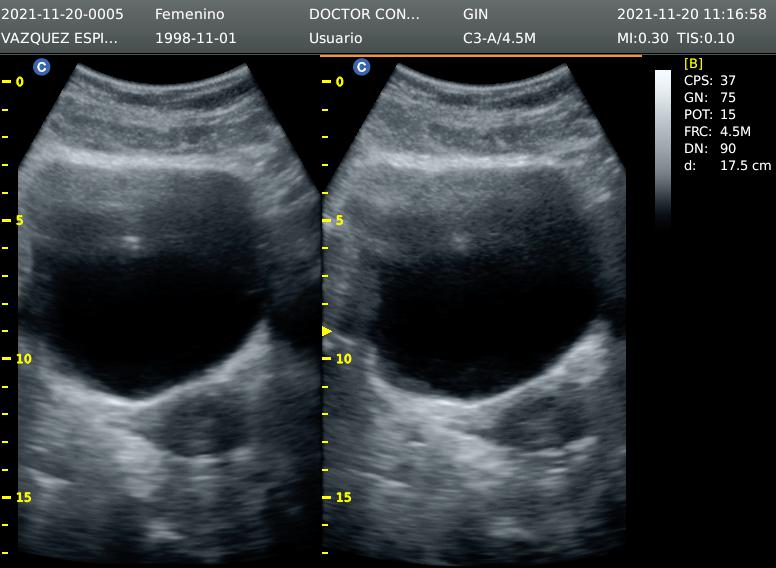 2021-11-20-0005 Femenino DOCTOR CON... GIN 2021-11-20 11:16:58
VAZQUEZ ESPI... 1998-11-01 Usuario C3-A/4.5M MI:0.30 TIS:0.10
C C [B]
0 0 CPS: 37
GN: 75
POT: 15
FRC: 4.5M
DN: 90
d: 17.5 cm
5 5
10 10
15 15